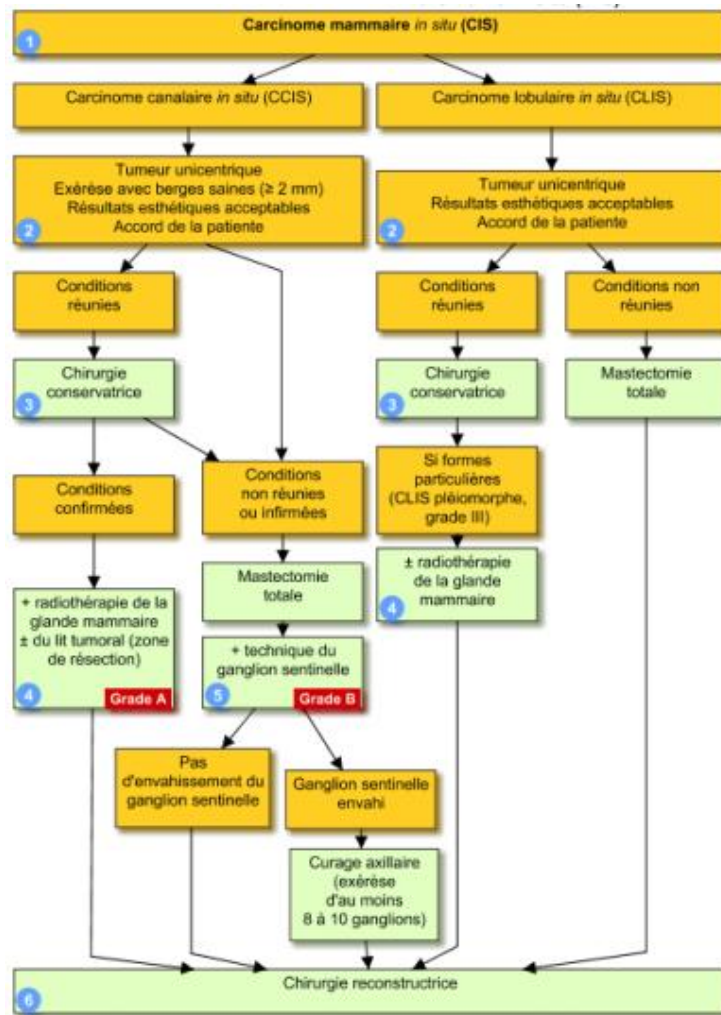 Carcinome mammaire in situ (CIS)
1
Carcinome canalaire in situ (CCIS)
Carcinome lobulaire in situ (CLIS)
Tumeur unicentrique
Exérèse avec berges saines (≥ 2 mm)
Résultats esthétiques acceptables
Accord de la patiente
2
Tumeur unicentrique
Résultats esthétiques acceptables
Accord de la patiente
2
Conditions
réunies
Conditions
réunies
Conditions non
réunies
Chirurgie
conservatrice
3
Chirurgie
conservatrice
3
Mastectomie
totale
Conditions
confirmées
Conditions
non réunies
ou infirmées
Si formes
particulières
(CLIS pléiomorphe,
grade III)
Mastectomie
totale
± radiothérapie
de la glande
mammaire
4
+ radiothérapie de la
glande mammaire
± du lit tumoral (zone
de résection)
4
Grade A
+ technique du
ganglion sentinelle
5
Grade B
Pas
d'envahissement du
ganglion sentinelle
Ganglion sentinelle
envahi
Curage axillaire
(exérèse
d'au moins
8 à 10 ganglions)
Chirurgie reconstructrice
6